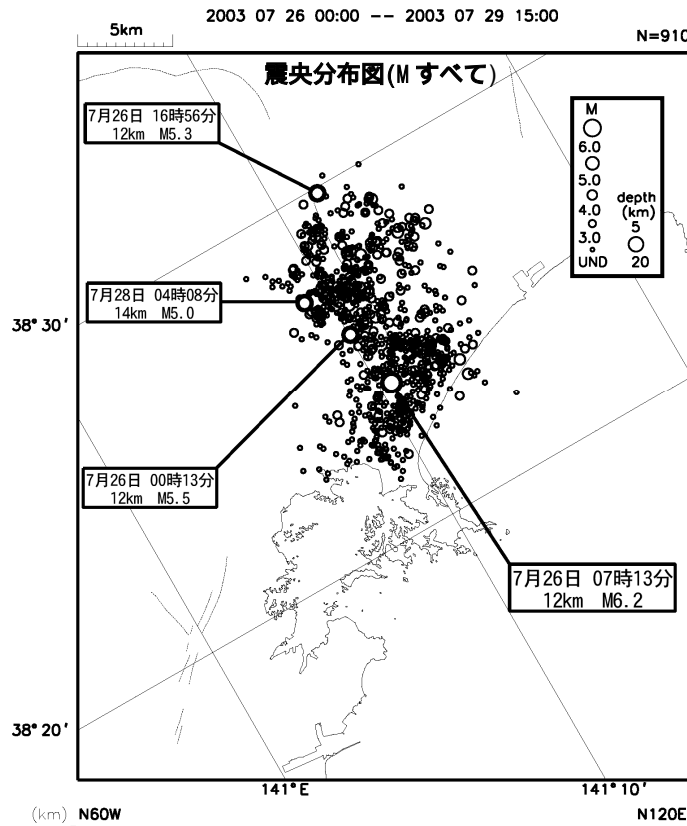 2003 07 26 00:00 -- 2003 07 29 15:00
5km
N=910
震央分布図(M すべて)
7月26日 16時56分
12km M5.3
M
6.0
5.0
4.0
3.0
UND
depth
(km)
5
20
7月28日 04時08分
14km M5.0
38°30′
7月26日 00時13分
12km M5.5
7月26日 07時13分
12km M6.2
38°20′
141°E
141°10′
(km) N60W
N120E